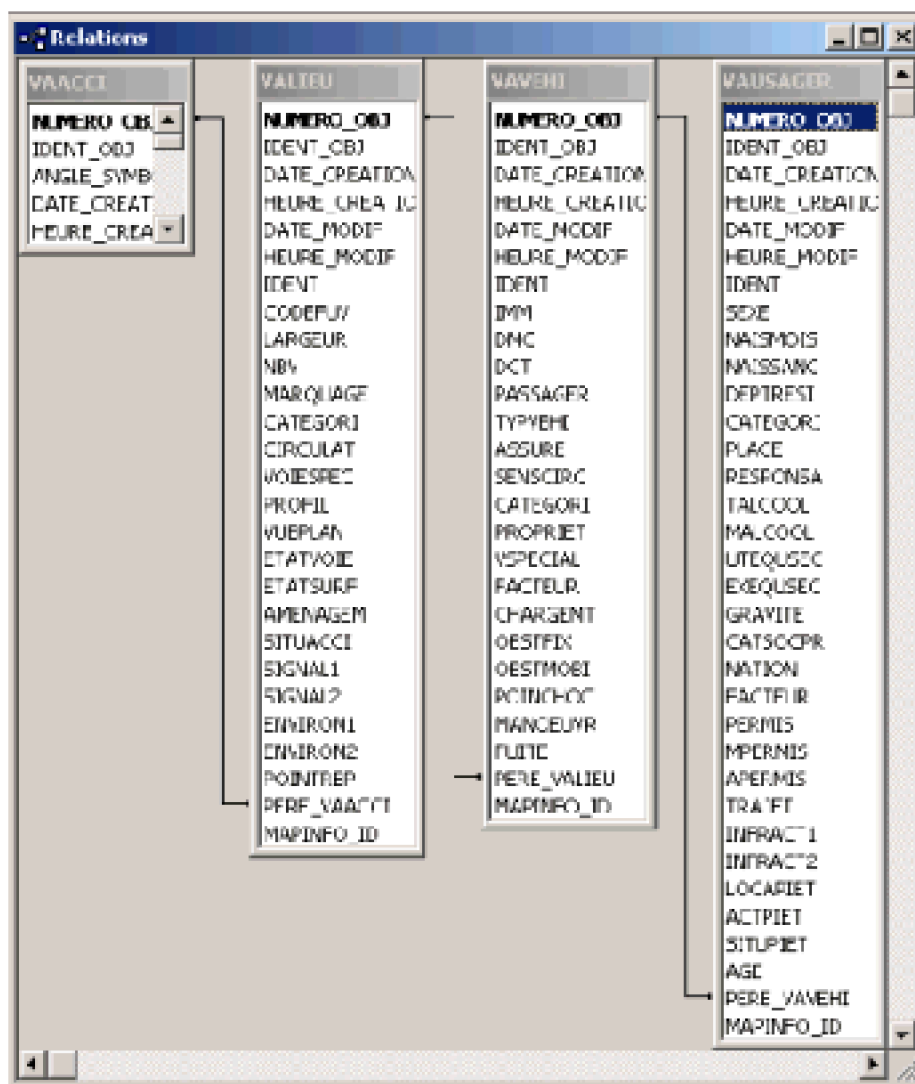 Relations
VAACCI
NUMERO_OB
IDENT_OBJ
ANGLE_SYMB
DATE_CREAT
HEURE_CREA
VALIEU
NUMERO_OBJ
IDENT_OBJ
DATE_CREATION
HEURE_CREATIO
DATE_MODIF
HEURE_MODIF
IDENT
LARGEUR
NBV
MARQUAGE
CATEGORI
CIRCULAT
VOIESPEC
PROFIL
VUEPLAN
ETATVOIE
ETATSURF
AMENAGEM
SITUACCI
SIGNAL1
SIGNAL2
ENVIRON1
ENVIRON2
POINTREP
PERE_VAACCI
MAPINFO_ID
VAVEHI
NUMERO_OBJ
IDENT_OBJ
DATE_CREATION
HEURE_CREATIO
DATE_MODIF
HEURE_MODIF
IDENT
IMM
DMC
DCT
PASSAGER
TYPVEHI
ASSURE
SENSCIRC
CATEGORI
PROPRIET
VSPECIAL
FACTEUR
CHARGEMT
OBSTFIX
OBSTMOBI
POINCHOC
MANOEUVR
FUITE
PERE_VALIEU
MAPINFO_ID
VAUSAGER
NUMERO_OBJ
IDENT_OBJ
DATE_CREATION
HEURE_CREATIO
DATE_MODIF
HEURE_MODIF
IDENT
SEXE
NAISMOIS
NAISSANC
DEPTRESI
CATEGORI
PLACE
RESPONSA
TALCOOL
MALCOOL
UTEQUSEC
EXEQUSEC
GRAVITE
CATSOCPR
NATION
FACTEUR
PERMIS
MPERMIS
APERMIS
TRAJET
INFRACT1
INFRACT2
LOCAPIET
ACTPIET
SITUPIET
AGE
PERE_VAVEHI
MAPINFO_ID